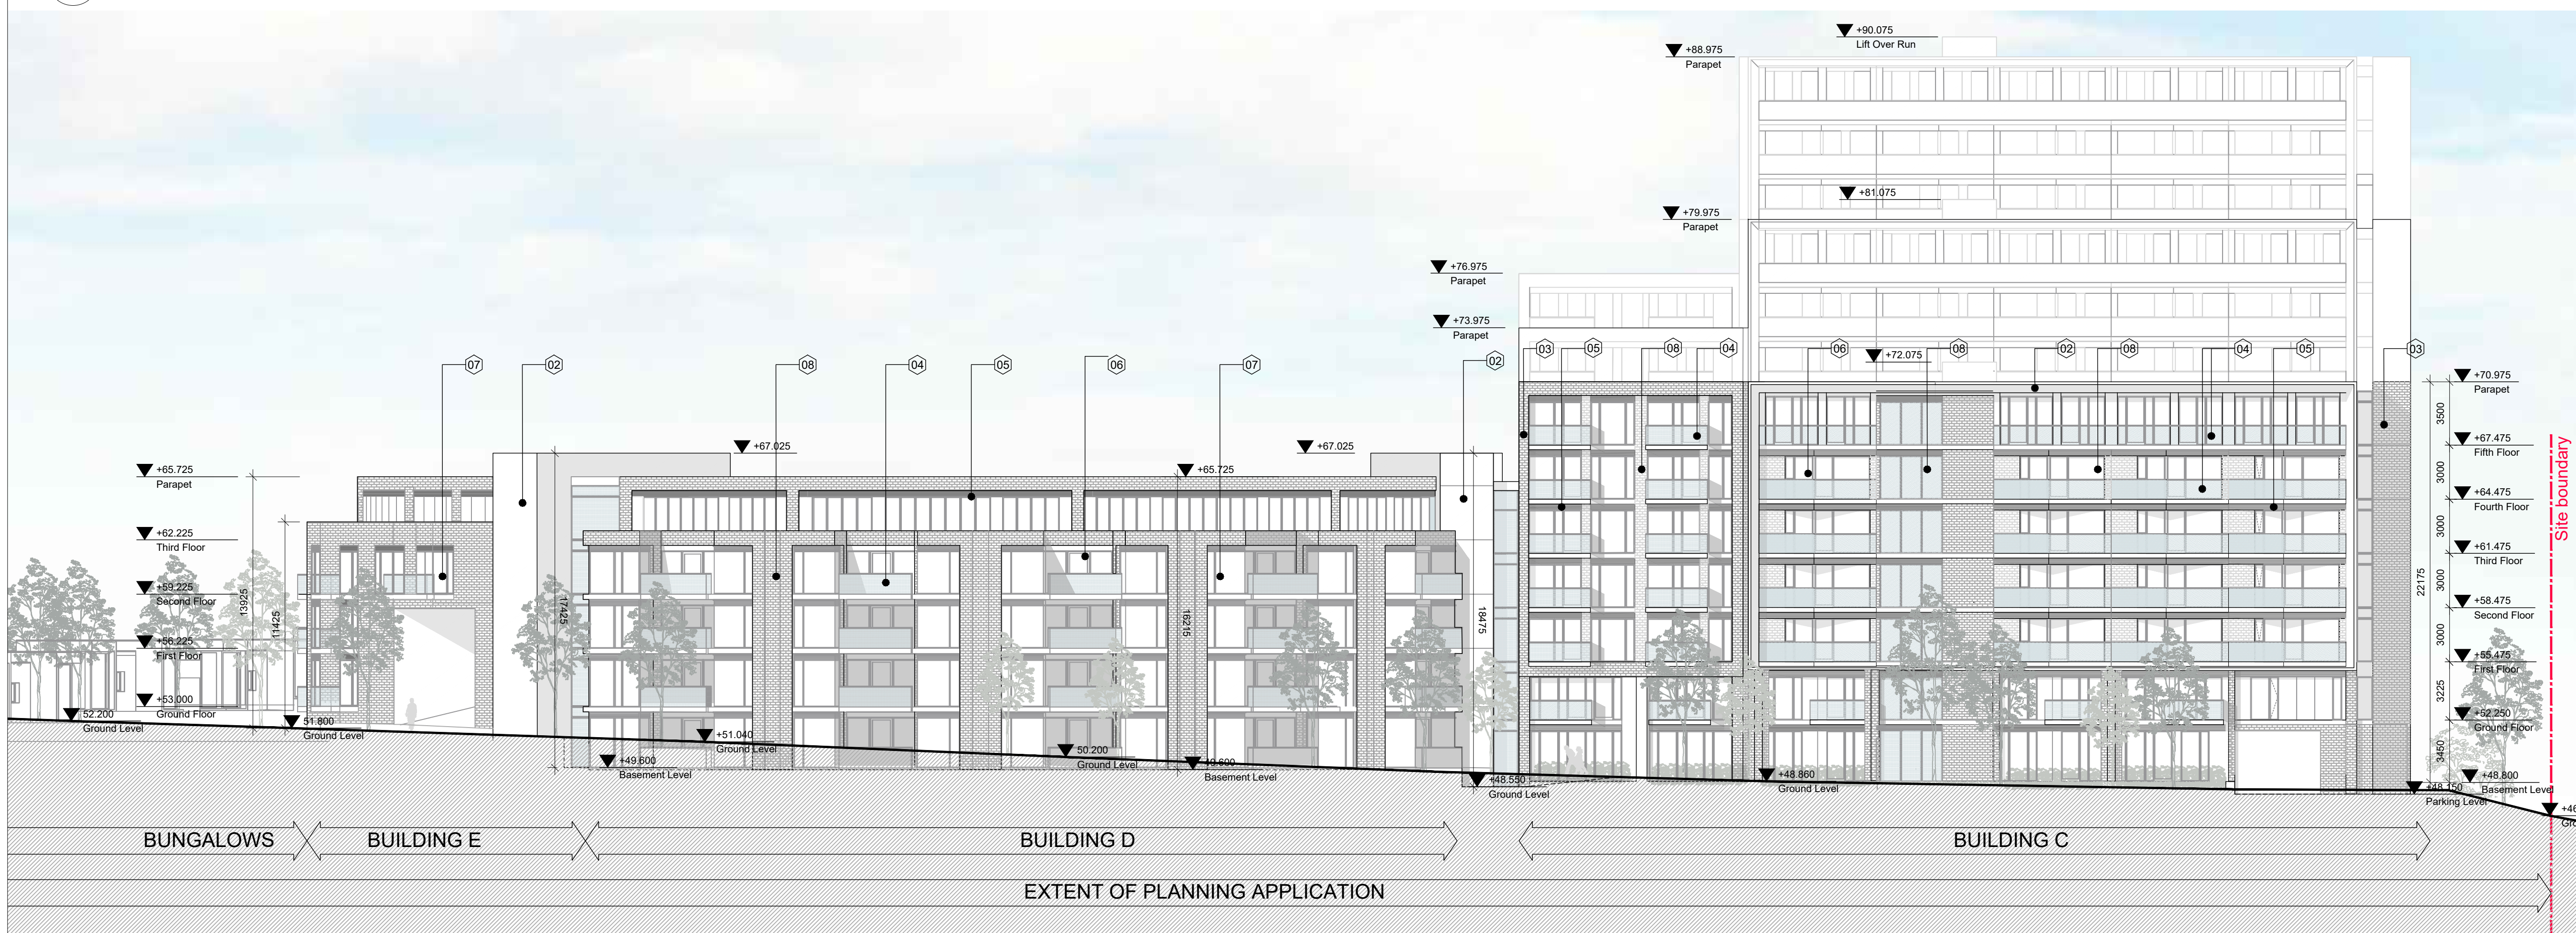 +90.075
Lift Over Run
+88.975
Parapet
+81.075
+79.975
Parapet
+76.975
Parapet
+73.975
Parapet
07
02
08
04
05
06
07
02
03
05
08
04
06
+72.075
08
02
08
04
05
03
+70.975
Parapet
3500
+67.475
Fifth Floor
3000
+64.475
Fourth Floor
3000
+61.475
Third Floor
3000
22175
+58.475
Second Floor
3000
+55.475
First Floor
3225
+52.250
Ground Floor
3450
+48.800
Basement Level
+48.150
Parking Level
Site boundary
+67.025
+67.025
+65.725
Parapet
+65.725
+62.225
Third Floor
+59.225
Second Floor
13925
11425
17425
16215
18475
+56.225
First Floor
+53.000
Ground Floor
52.200
Ground Level
51.800
Ground Level
+51.040
Ground Level
+49.600
Basement Level
50.200
Ground Level
49.600
Basement Level
+48.550
Ground Level
+48.860
Ground Level
+46
Gro
BUNGALOWS
BUILDING E
BUILDING D
BUILDING C
EXTENT OF PLANNING APPLICATION